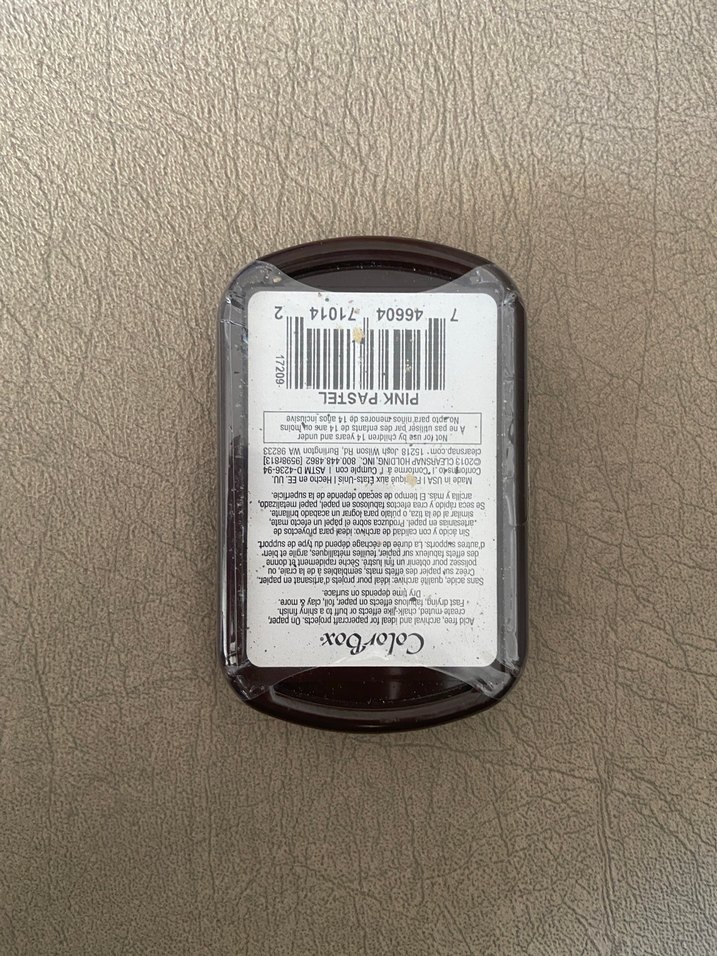 ColorBox®
Acid free, archival and ideal for papercraft projects. On paper,
create muted, chalk-like effects or buff to a shiny finish.
Fast drying, fabulous effects on paper, foil, clay & more.
Dry time depends on surface.
Sans acide, qualité archive: idéal pour projets d'artisanat en papier.
Créez sur papier des effets mats, semblables à de la craie, ou
polissez pour obtenir un fini lustré. Sèche rapidement et donne
des effets fabuleux sur papier, feuilles métalliques, argile et bien
d'autres supports. La durée de séchage dépend du type de support.
Sin ácido y con calidad de archivo: ideal para proyectos de
artesanías en papel. Produzca sobre el papel un efecto mate,
similar al de la tiza, o púlalo para lograr un acabado brillante.
Se seca rápido y crea efectos fabulosos en papel, papel metalizado,
arcilla y más. El tiempo de secado depende de la superficie.
Made in USA | Fabriqué aux États-Unis | Hecho en EE. UU.
Conforms to | Conforme à | Cumple con | ASTM D-4236-94
©2013 CLEARSNAP HOLDING, INC. 800.448.4862 [9598/813]
clearsnap.com. 15218 Josh Wilson Rd, Burlington WA 98233
Not for use by children 14 years and under
À ne pas utiliser par des enfants de 14 ans ou moins
No apto para niños menores de 14 años inclusive
PINK PASTEL
17209
7 46604 71014 2